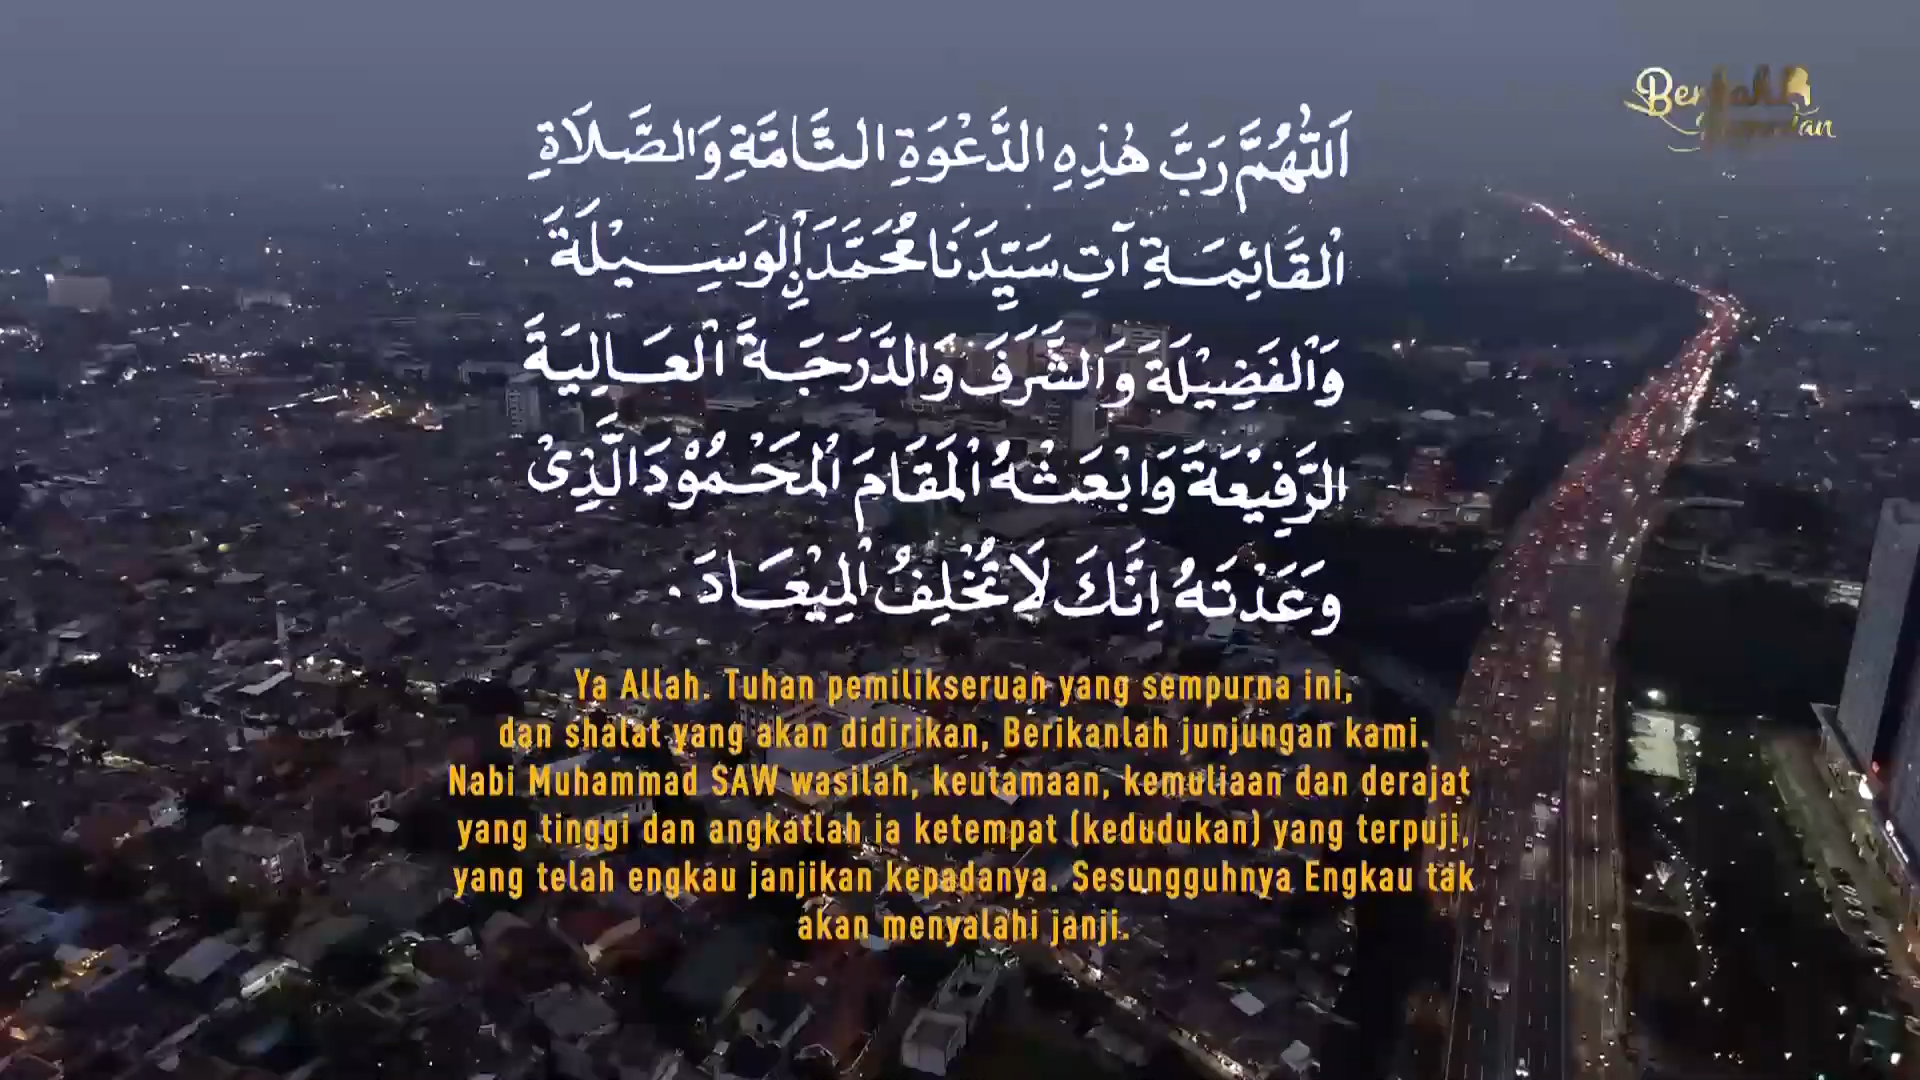 اَللّٰهُمَّ رَبَّ هٰذِهِ الدَّعْوَةِ التَّامَّةِ وَالصَّلَاةِ
الْقَائِمَةِ آتِ سَيِّدَنَا مُحَمَّدَاِنِ لْوَسِيْلَةَ
وَالْفَضِيْلَةَ وَالشَّرَفَ وَالدَّرَجَةَ الْعَالِيَةَ
الرَّفِيْعَةَ وَابْعَثْهُ الْمَقَامَ الْمَحْمُوْدَ الَّذِىْ
وَعَدْتَهُ اِنَّكَ لَا تُخْلِفُ الْمِيْعَادَ .
Ya Allah. Tuhan pemilikseruan yang sempurna ini,
dan shalat yang akan didirikan, Berikanlah junjungan kami.
Nabi Muhammad SAW wasilah, keutamaan, kemuliaan dan derajat
yang tinggi dan angkatlah ia ketempat (kedudukan) yang terpuji,
yang telah engkau janjikan kepadanya. Sesungguhnya Engkau tak
akan menyalahi janji.